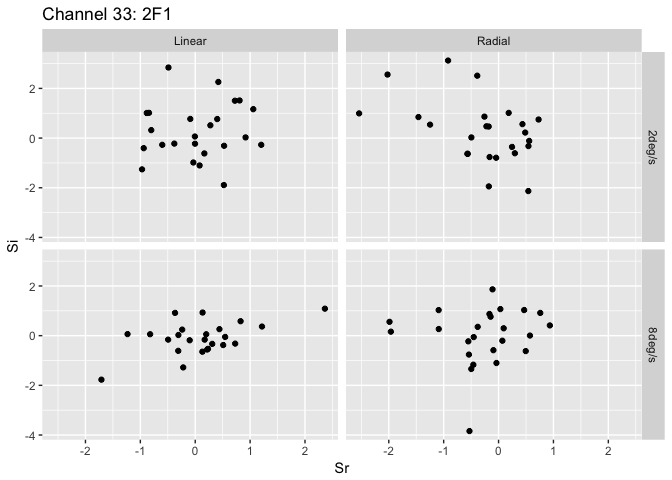 Channel 33: 2F1
Linear Radial
2
0
-2
-4
2deg/s
Si
2
0
-2
-4
8deg/s
-2 -1 0 1 2 -2 -1 0 1 2
Sr